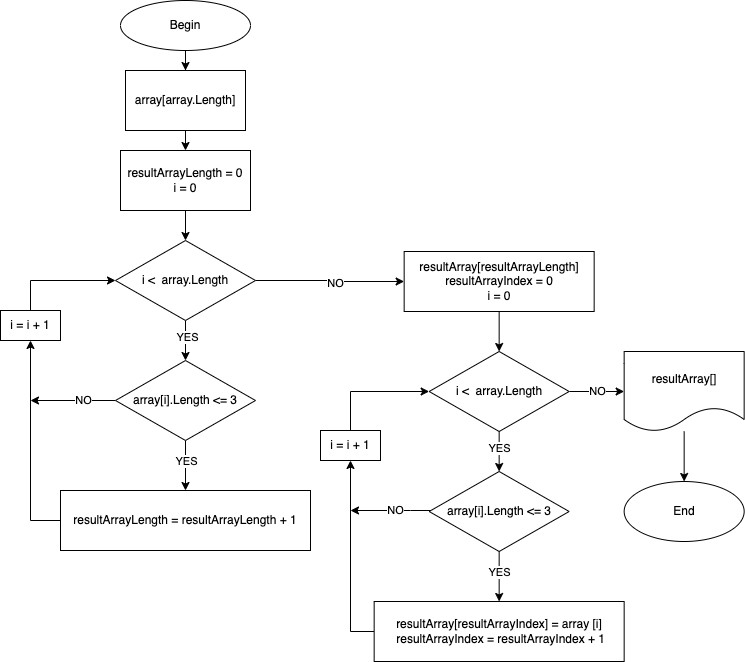 Begin
array[array.Length]
resultArrayLength = 0
i = 0
i < array.Length
NO
YES
i = i + 1
array[i].Length <= 3
NO
YES
resultArrayLength = resultArrayLength + 1
resultArray[resultArrayLength]
resultArrayIndex = 0
i = 0
i < array.Length
NO
YES
i = i + 1
array[i].Length <= 3
NO
YES
resultArray[resultArrayIndex] = array [i]
resultArrayIndex = resultArrayIndex + 1
resultArray[]
End